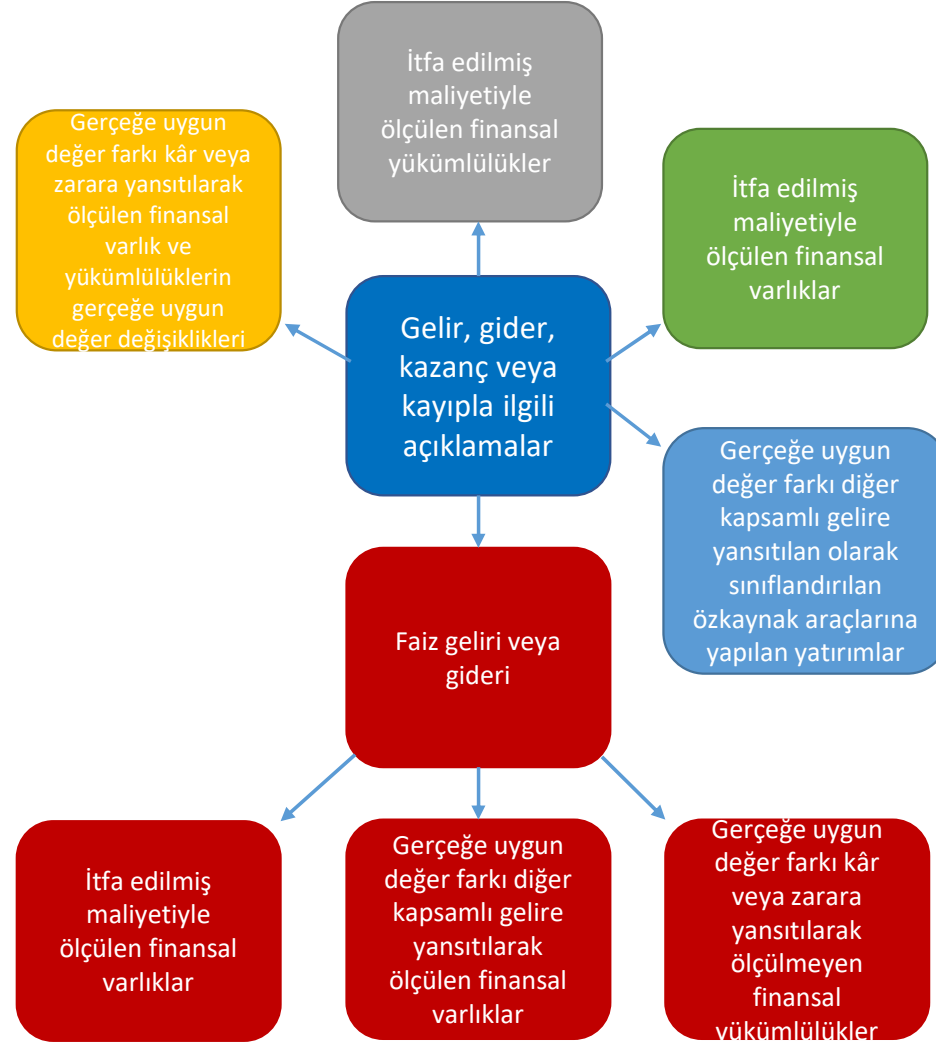 İtfa edilmiş
maliyetiyle
ölçülen finansal
yükümlülükler
Gerçeğe uygun
değer farkı kâr veya
zarara yansıtılarak
ölçülen finansal
varlık ve
yükümlülüklerin
gerçeğe uygun
değer değişiklikleri
İtfa edilmiş
maliyetiyle
ölçülen finansal
varlıklar
Gelir, gider,
kazanç veya
kayıpla ilgili
açıklamalar
Gerçeğe uygun
değer farkı diğer
kapsamlı gelire
yansıtılan olarak
sınıflandırılan
özkaynak araçlarına
yapılan yatırımlar
Faiz geliri veya
gideri
İtfa edilmiş
maliyetiyle
ölçülen finansal
varlıklar
Gerçeğe uygun
değer farkı diğer
kapsamlı gelire
yansıtılarak
ölçülen finansal
varlıklar
Gerçeğe uygun
değer farkı kâr
veya zarara
yansıtılarak
ölçülmeyen
finansal
yükümlülükler